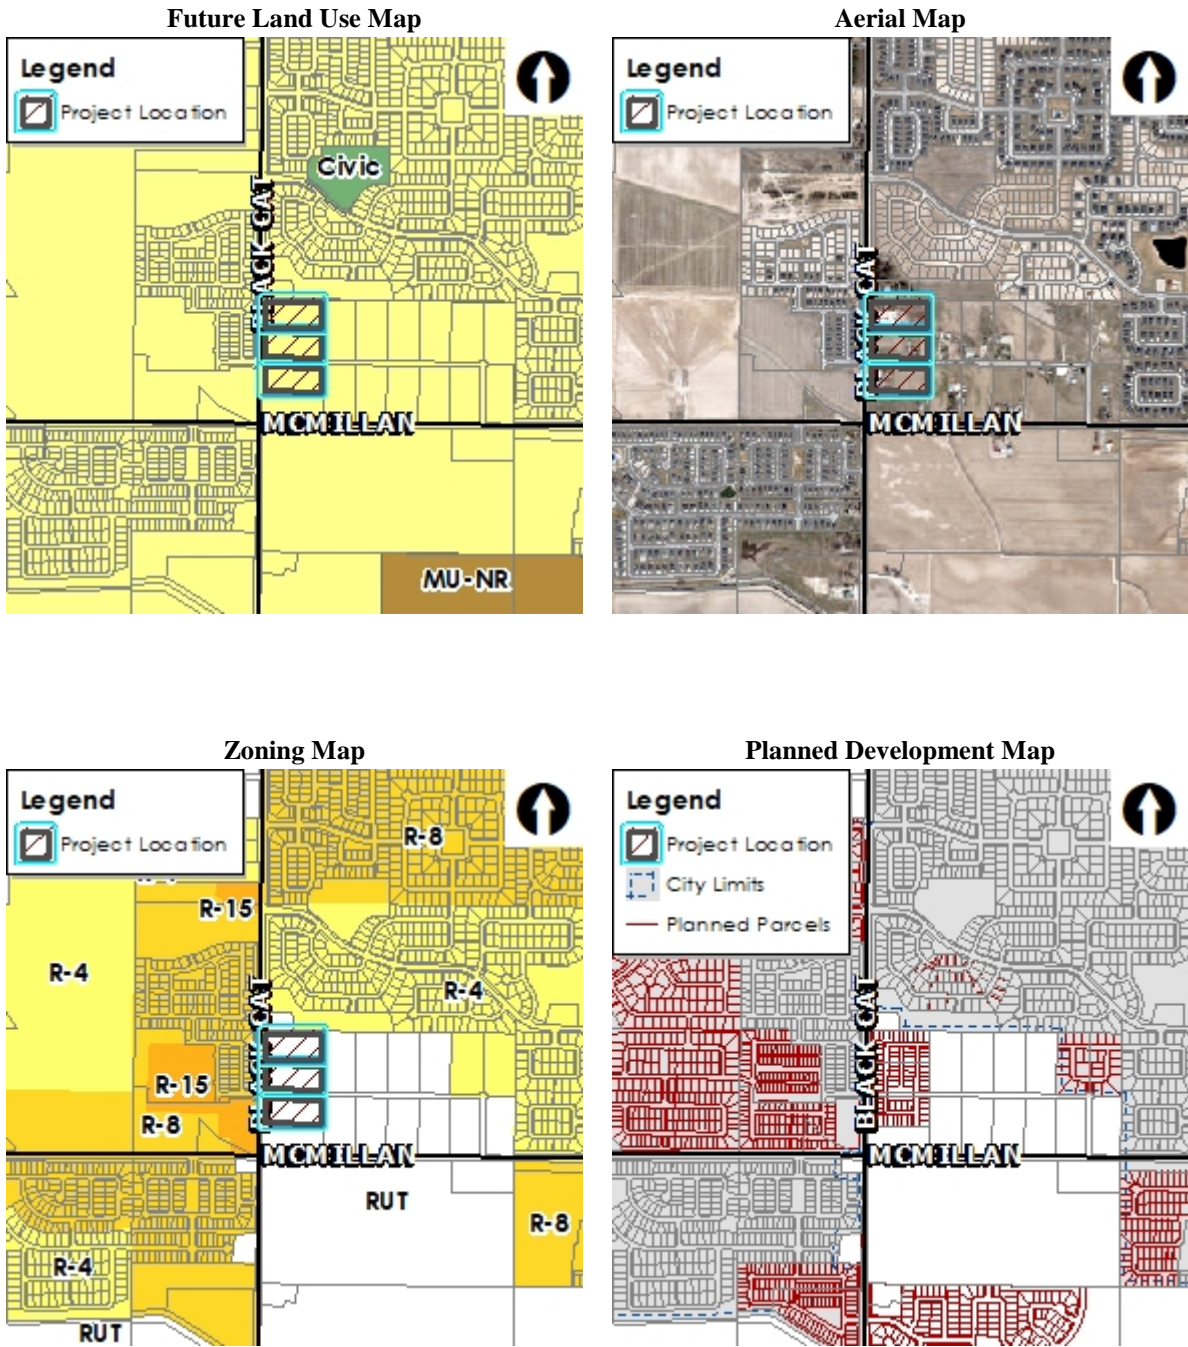 Future Land Use Map
Legend
Project Location
Civic
BLACK CAT
MCMILLAN
MU-NR
Aerial Map
Legend
Project Location
BLACK CAT
MCMILLAN
Zoning Map
Legend
Project Location
R-8
R-15
R-4
R-4
BLACK CAT
R-15
R-8
MCMILLAN
RUT
R-8
R-4
RUT
Planned Development Map
Legend
Project Location
City Limits
Planned Parcels
BLACK CAT
MCMILLAN